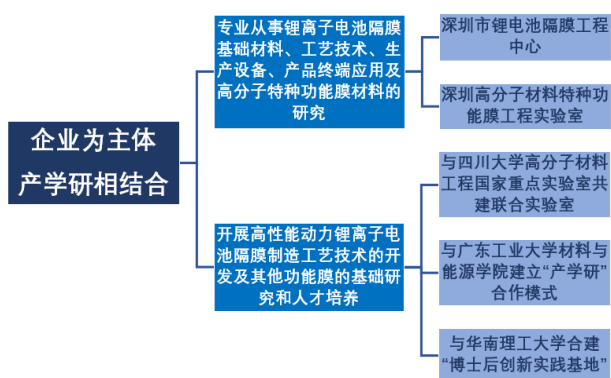 企业为主体
产学研相结合
专业从事锂离子电池隔膜
基础材料、工艺技术、生
产设备、产品终端应用及
高分子特种功能膜材料的
研究
深圳市锂电池隔膜工程
中心
深圳高分子材料特种功
能膜工程实验室
开展高性能动力锂离子电
池隔膜制造工艺技术的开
发及其他功能膜的基础研
究和人才培养
与四川大学高分子材料
工程国家重点实验室共
建联合实验室
与广东工业大学材料与
能源学院建立“产学研”
合作模式
与华南理工大学合建
“博士后创新实践基地”